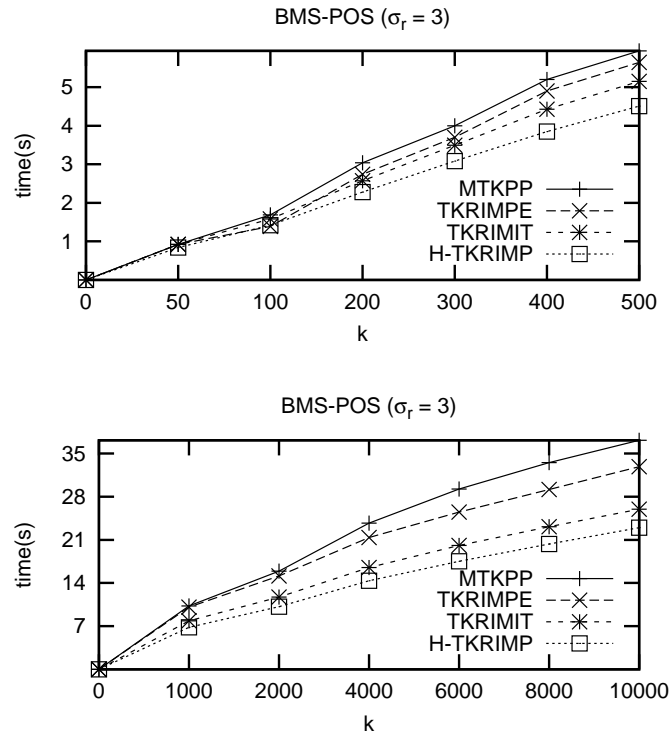 BMS-POS (σr = 3)
time(s)
5
4
3
2
1
0 50 100 200 300 400 500
k
MTKPP
TKRIMPE
TKRIMIT
H-TKRIMP
BMS-POS (σr = 3)
time(s)
35
28
21
14
7
0 1000 2000 4000 6000 8000 10000
k
MTKPP
TKRIMPE
TKRIMIT
H-TKRIMP